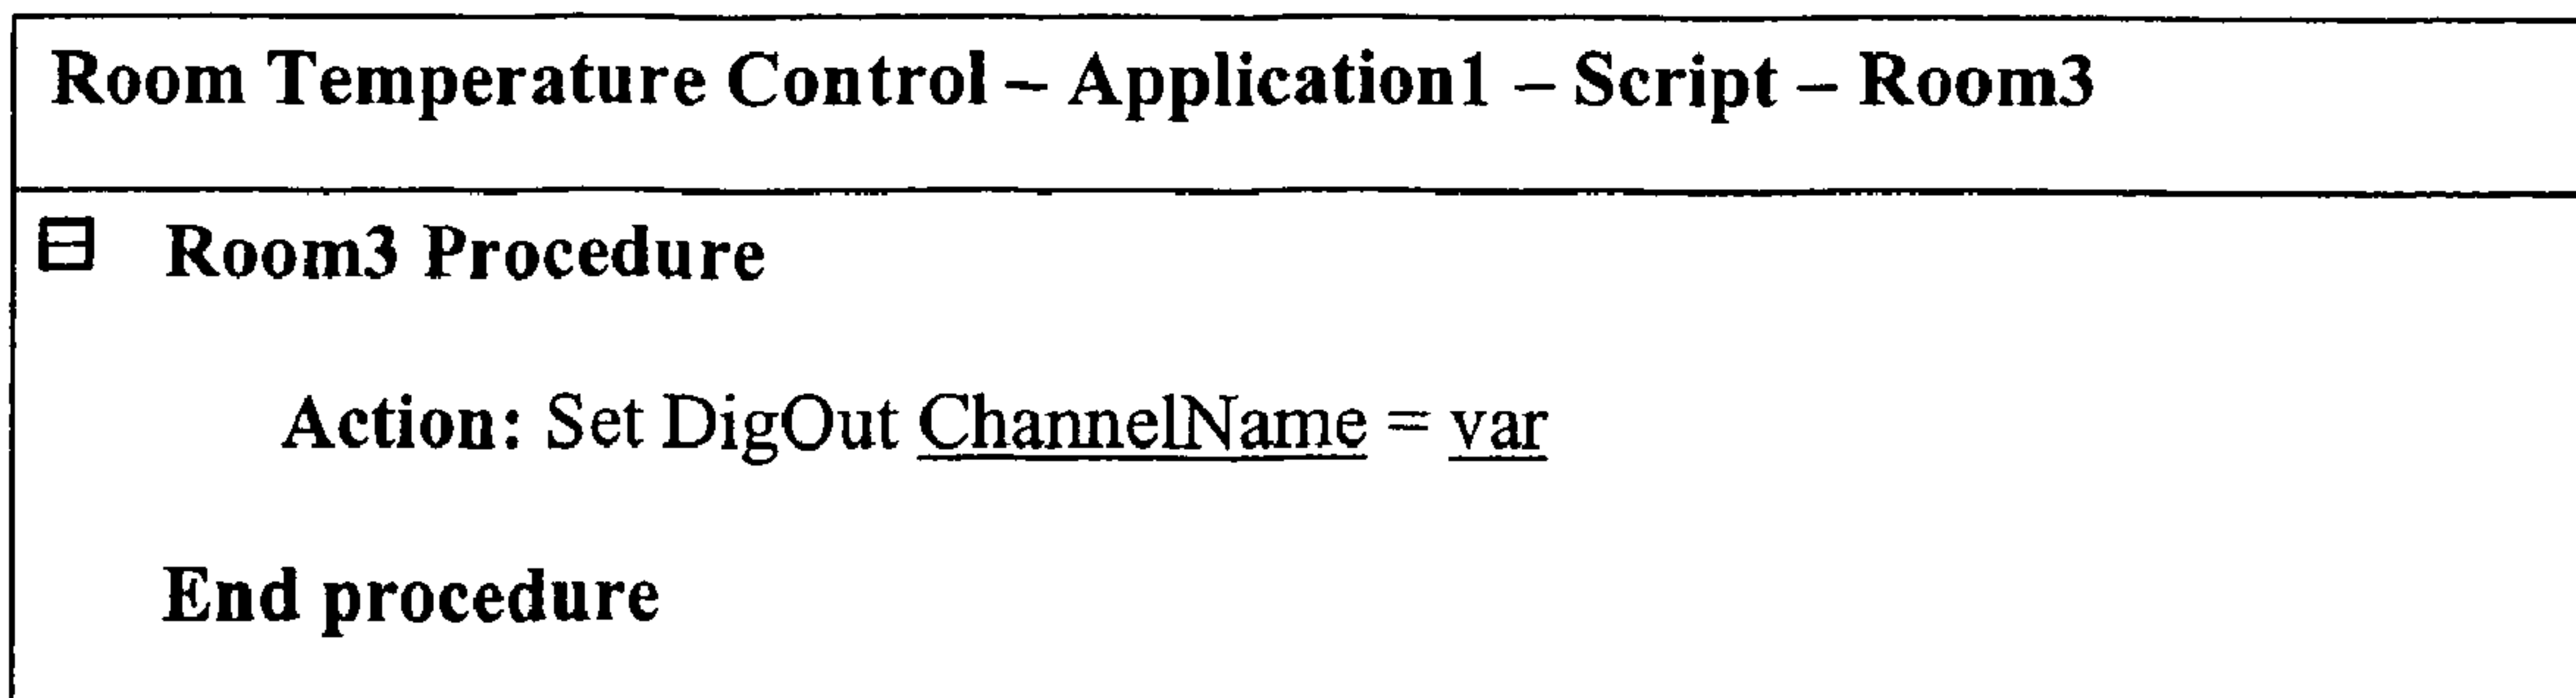 Room Temperature Control – Application1 – Script – Room3
Room3 Procedure
Action: Set DigOut ChannelName = var
End procedure